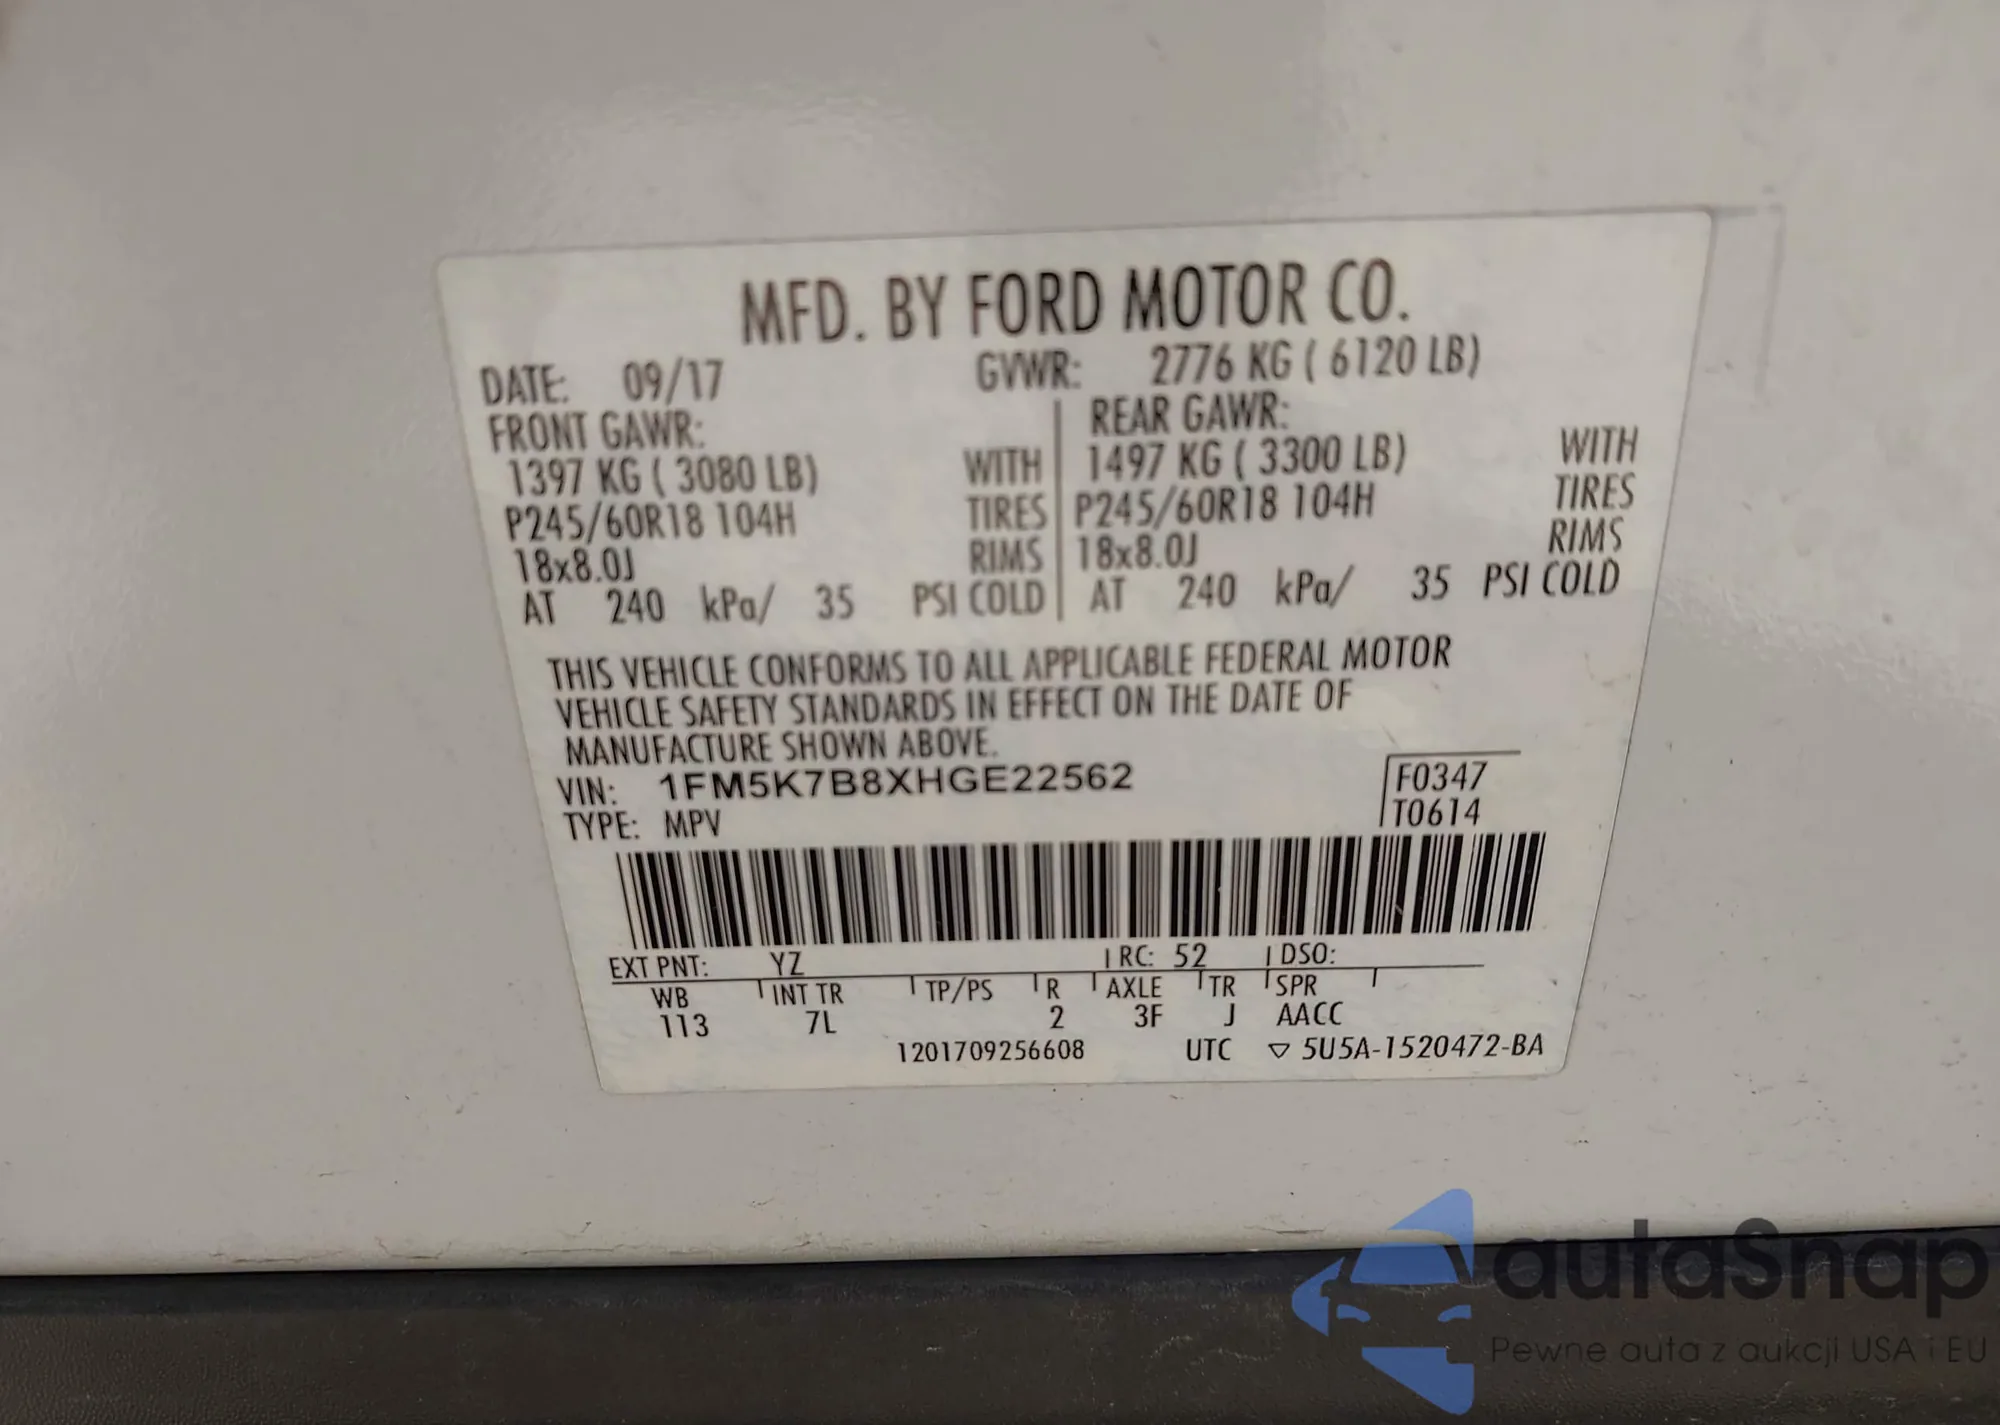 MFD. BY FORD MOTOR CO.
DATE: 09/17 GVWR: 2776 KG ( 6120 LB)
FRONT GAWR: REAR GAWR:
1397 KG ( 3080 LB) WITH 1497 KG ( 3300 LB) WITH
P245/60R18 104H TIRES P245/60R18 104H TIRES
18x8.0J RIMS 18x8.0J RIMS
AT 240 kPa/ 35 PSI COLD AT 240 kPa/ 35 PSI COLD
THIS VEHICLE CONFORMS TO ALL APPLICABLE FEDERAL MOTOR
VEHICLE SAFETY STANDARDS IN EFFECT ON THE DATE OF
MANUFACTURE SHOWN ABOVE.
VIN: 1FM5K7B8XHGE22562 F0347
TYPE: MPV T0614
EXT PNT: YZ RC: 52 DSO:
WB INT TR TP/PS R AXLE TR SPR
113 7L 2 3F J AACC
1201709256608 UTC ▽ 5U5A-1520472-BA
autaSnap
Pewne auta z aukcji USA i EU